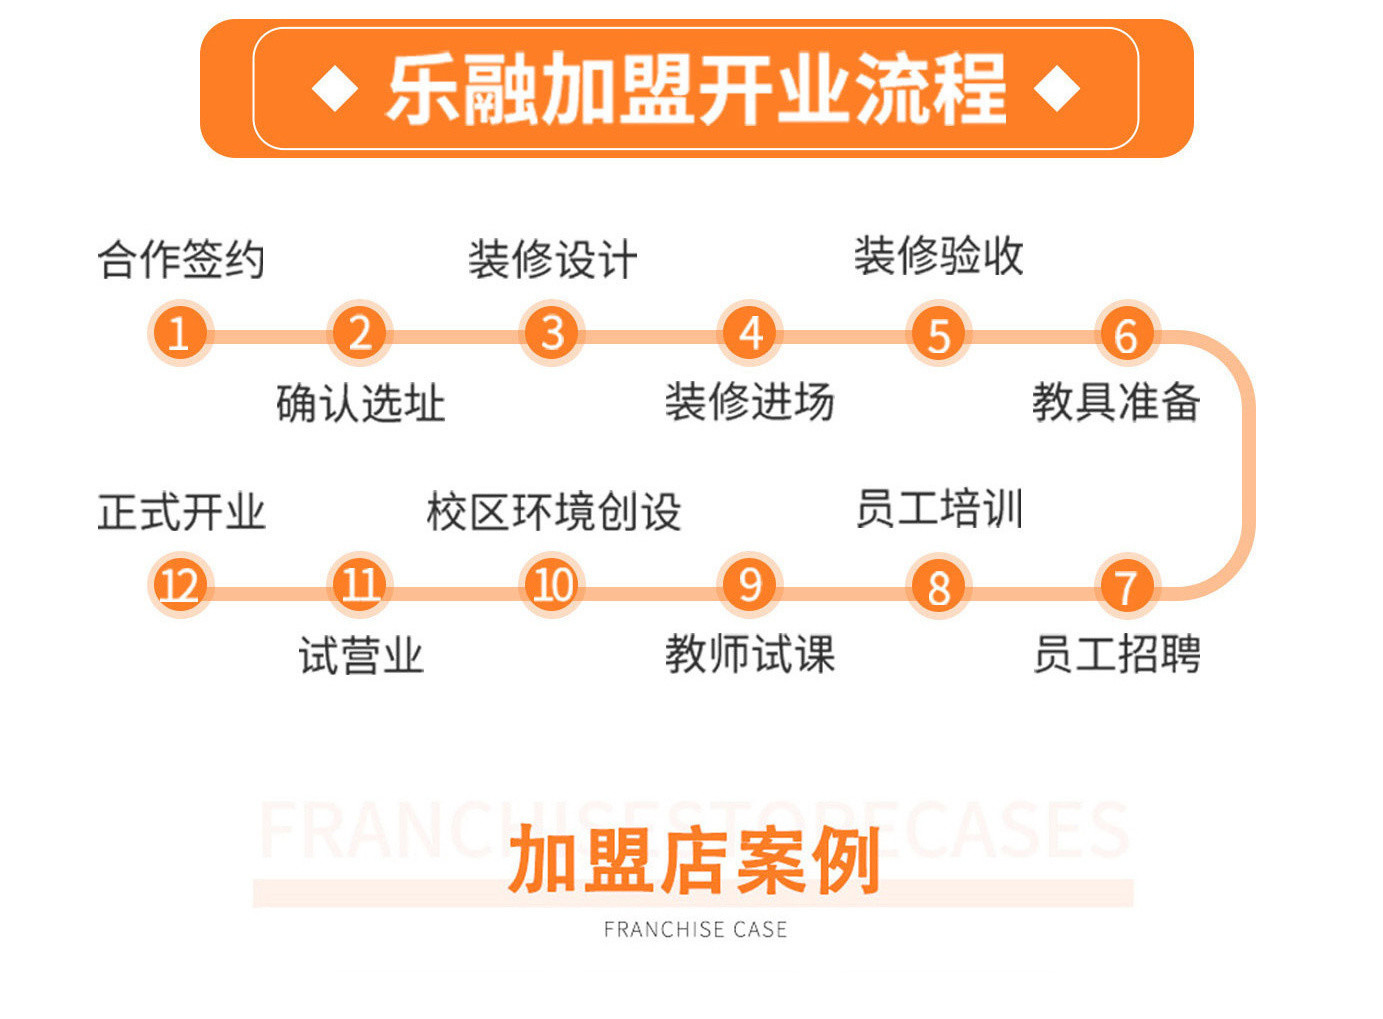 乐融加盟开业流程
合作签约
装修设计
装修验收
1
2
3
4
5
6
确认选址
装修进场
教具准备
正式开业
校区环境创设
员工培训
12
11
10
9
8
7
试营业
教师试课
员工招聘
FRANCHISESTORECASES
加盟店案例
FRANCHISE CASE